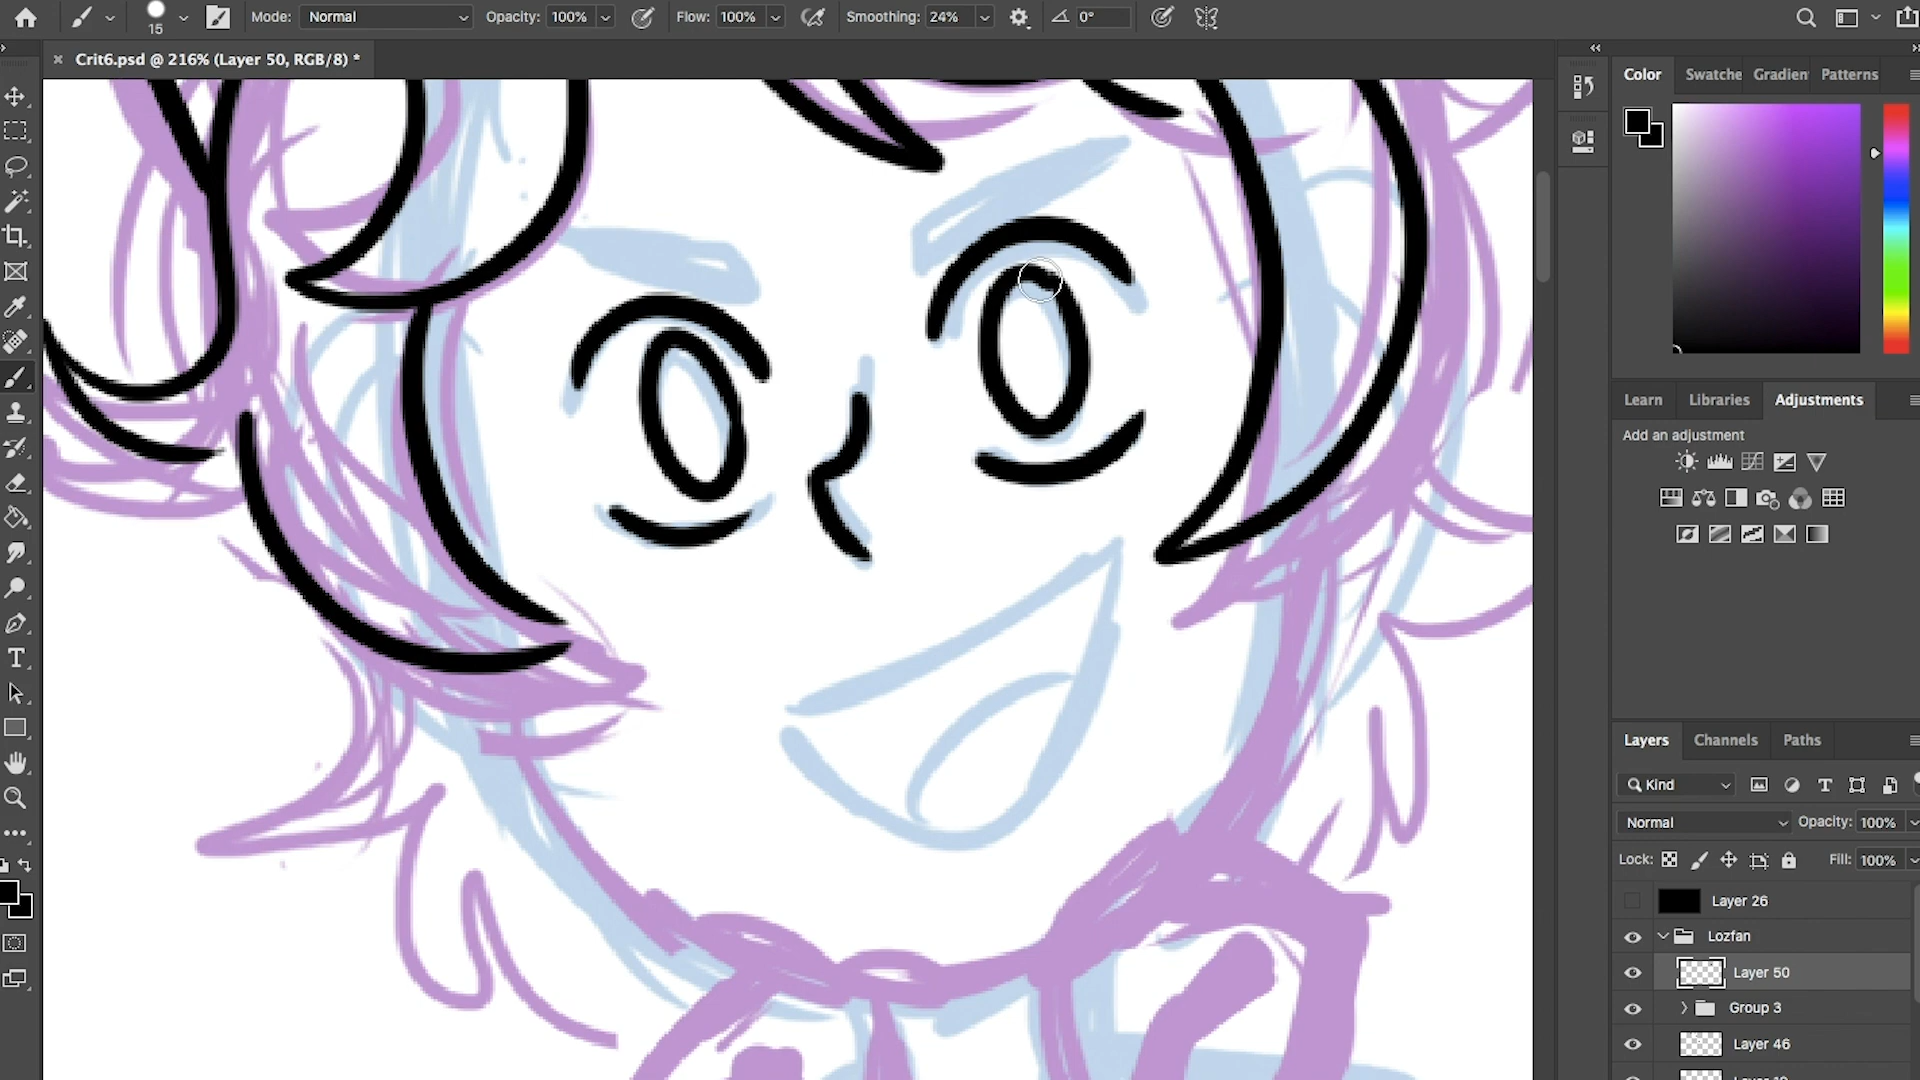 15
Mode: Normal
Opacity: 100%
Flow: 100%
Smoothing: 24%
0°
Crit6.psd @ 216% (Layer 50, RGB/8) *
Color Swatche Gradien Patterns
Learn Libraries Adjustments
Add an adjustment
Layers Channels Paths
Kind
Normal Opacity: 100%
Lock: Fill: 100%
Layer 26
Lozfan
Layer 50
Group 3
Layer 46